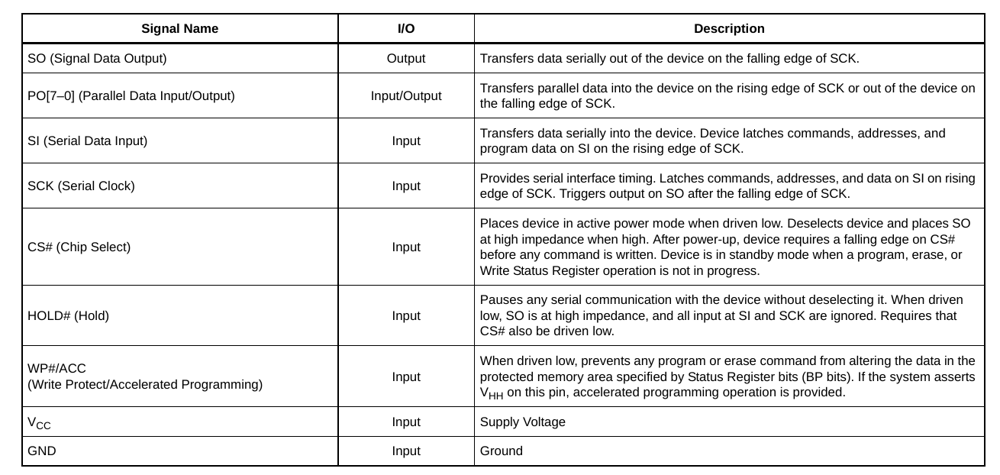 Signal Name I/O Description
SO (Signal Data Output) Output Transfers data serially out of the device on the falling edge of SCK.
PO[7–0] (Parallel Data Input/Output) Input/Output Transfers parallel data into the device on the rising edge of SCK or out of the device on
the falling edge of SCK.
SI (Serial Data Input) Input Transfers data serially into the device. Device latches commands, addresses, and
program data on SI on the rising edge of SCK.
SCK (Serial Clock) Input Provides serial interface timing. Latches commands, addresses, and data on SI on rising
edge of SCK. Triggers output on SO after the falling edge of SCK.
CS# (Chip Select) Input Places device in active power mode when driven low. Deselects device and places SO
at high impedance when high. After power-up, device requires a falling edge on CS#
before any command is written. Device is in standby mode when a program, erase, or
Write Status Register operation is not in progress.
HOLD# (Hold) Input Pauses any serial communication with the device without deselecting it. When driven
low, SO is at high impedance, and all input at SI and SCK are ignored. Requires that
CS# also be driven low.
WP#/ACC
(Write Protect/Accelerated Programming) Input When driven low, prevents any program or erase command from altering the data in the
protected memory area specified by Status Register bits (BP bits). If the system asserts
VHH on this pin, accelerated programming operation is provided.
VCC Input Supply Voltage
GND Input Ground